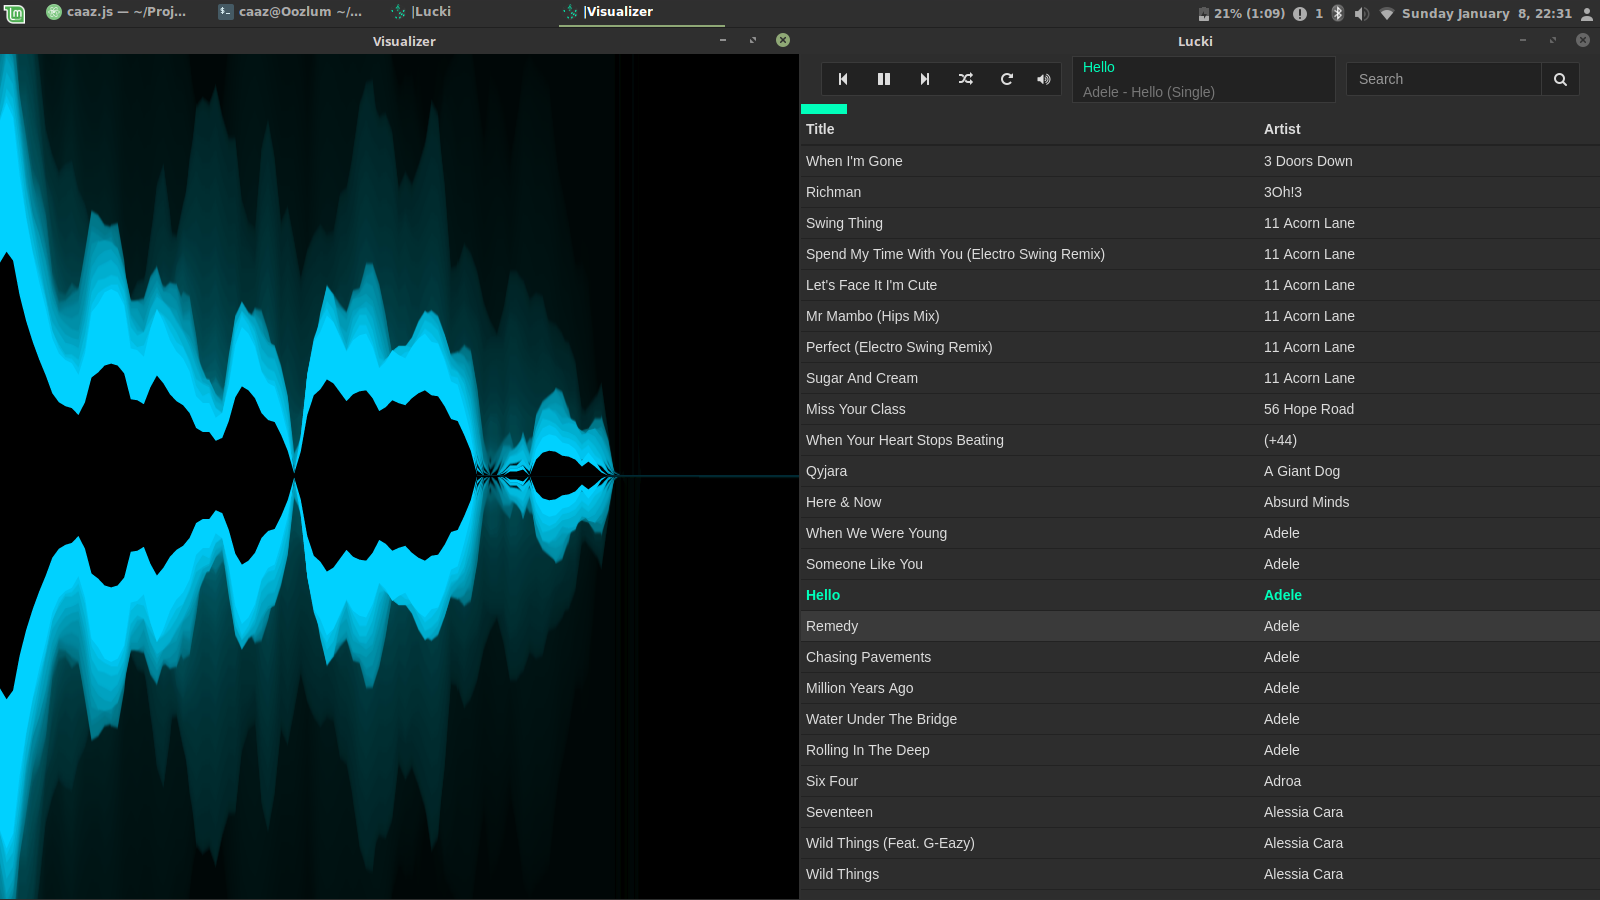 caaz.js — ~/Proj... caaz@Oozlum ~/... |Lucki |Visualizer 21% (1:09) 1 Sunday January 8, 22:31
Visualizer
Lucki
Hello
Adele - Hello (Single)
Search
Title Artist
When I'm Gone 3 Doors Down
Richman 3Oh!3
Swing Thing 11 Acorn Lane
Spend My Time With You (Electro Swing Remix) 11 Acorn Lane
Let's Face It I'm Cute 11 Acorn Lane
Mr Mambo (Hips Mix) 11 Acorn Lane
Perfect (Electro Swing Remix) 11 Acorn Lane
Sugar And Cream 11 Acorn Lane
Miss Your Class 56 Hope Road
When Your Heart Stops Beating (+44)
Qyjara A Giant Dog
Here & Now Absurd Minds
When We Were Young Adele
Someone Like You Adele
Hello Adele
Remedy Adele
Chasing Pavements Adele
Million Years Ago Adele
Water Under The Bridge Adele
Rolling In The Deep Adele
Six Four Adroa
Seventeen Alessia Cara
Wild Things (Feat. G-Eazy) Alessia Cara
Wild Things Alessia Cara